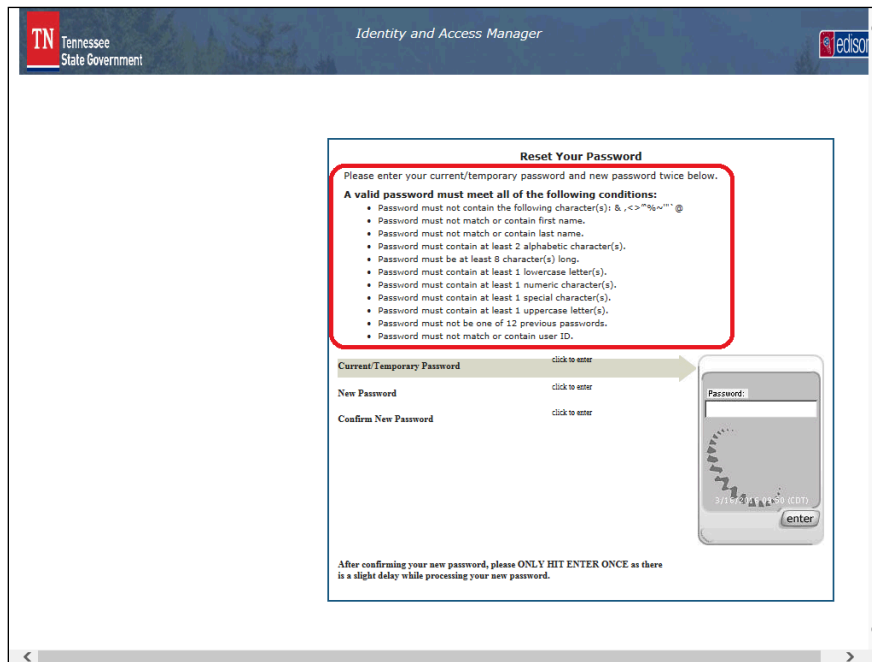 TN Tennessee
State Government
Identity and Access Manager
edison
Reset Your Password
Please enter your current/temporary password and new password twice below.
A valid password must meet all of the following conditions:
• Password must not contain the following character(s): & ,<>'"%~'"`@
• Password must not match or contain first name.
• Password must not match or contain last name.
• Password must contain at least 2 alphabetic character(s).
• Password must be at least 8 character(s) long.
• Password must contain at least 1 lowercase letter(s).
• Password must contain at least 1 numeric character(s).
• Password must contain at least 1 special character(s).
• Password must contain at least 1 uppercase letter(s).
• Password must not be one of 12 previous passwords.
• Password must not match or contain user ID.
Current/Temporary Password click to enter
New Password click to enter
Confirm New Password click to enter
Password:
(CDT)
enter
After confirming your new password, please ONLY HIT ENTER ONCE as there
is a slight delay while processing your new password.